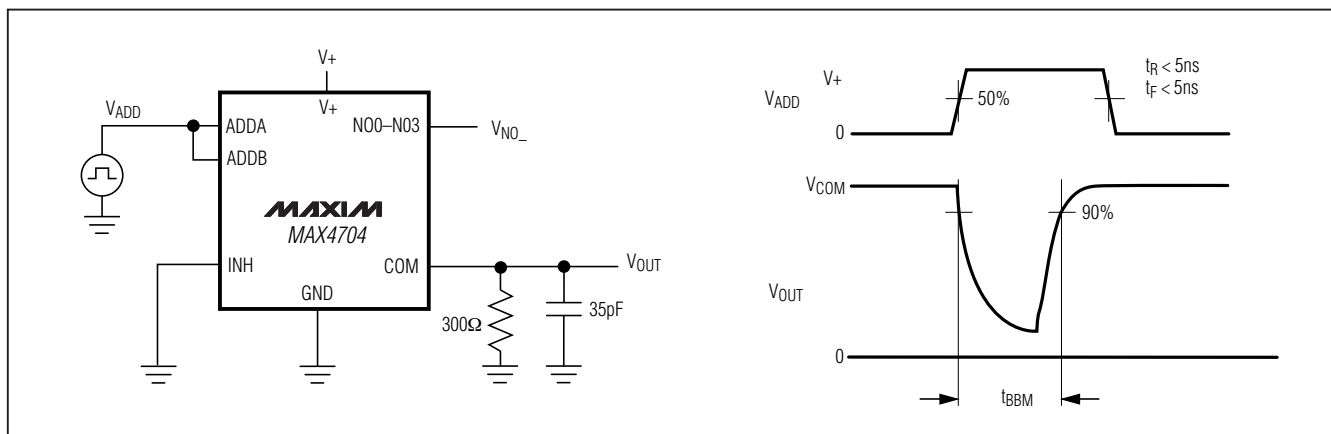 V+
V+
VADD
ADDA
ADDB
NO0–N03
VNO_
MAXIM
MAX4704
INH
COM
VOUT
GND
300Ω
35pF
V+
VADD
0
50%
tR < 5ns
tF < 5ns
VCOM
90%
VOUT
0
tBBM